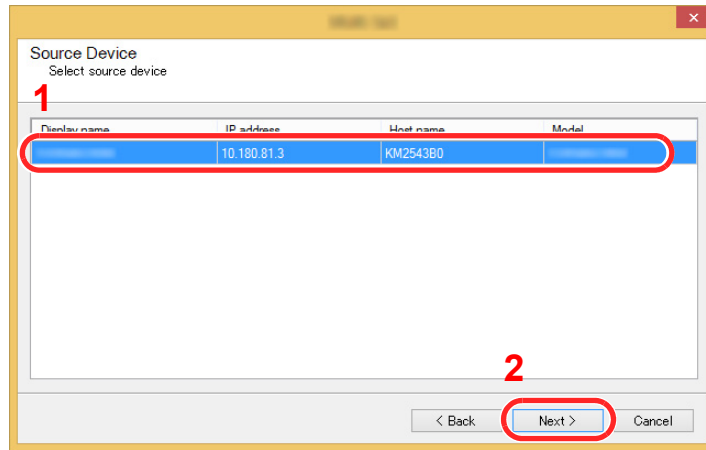 Source Device
Select source device
1
Display name IP address Host name Model
10.180.81.3 KM2543B0
2
< Back Next > Cancel